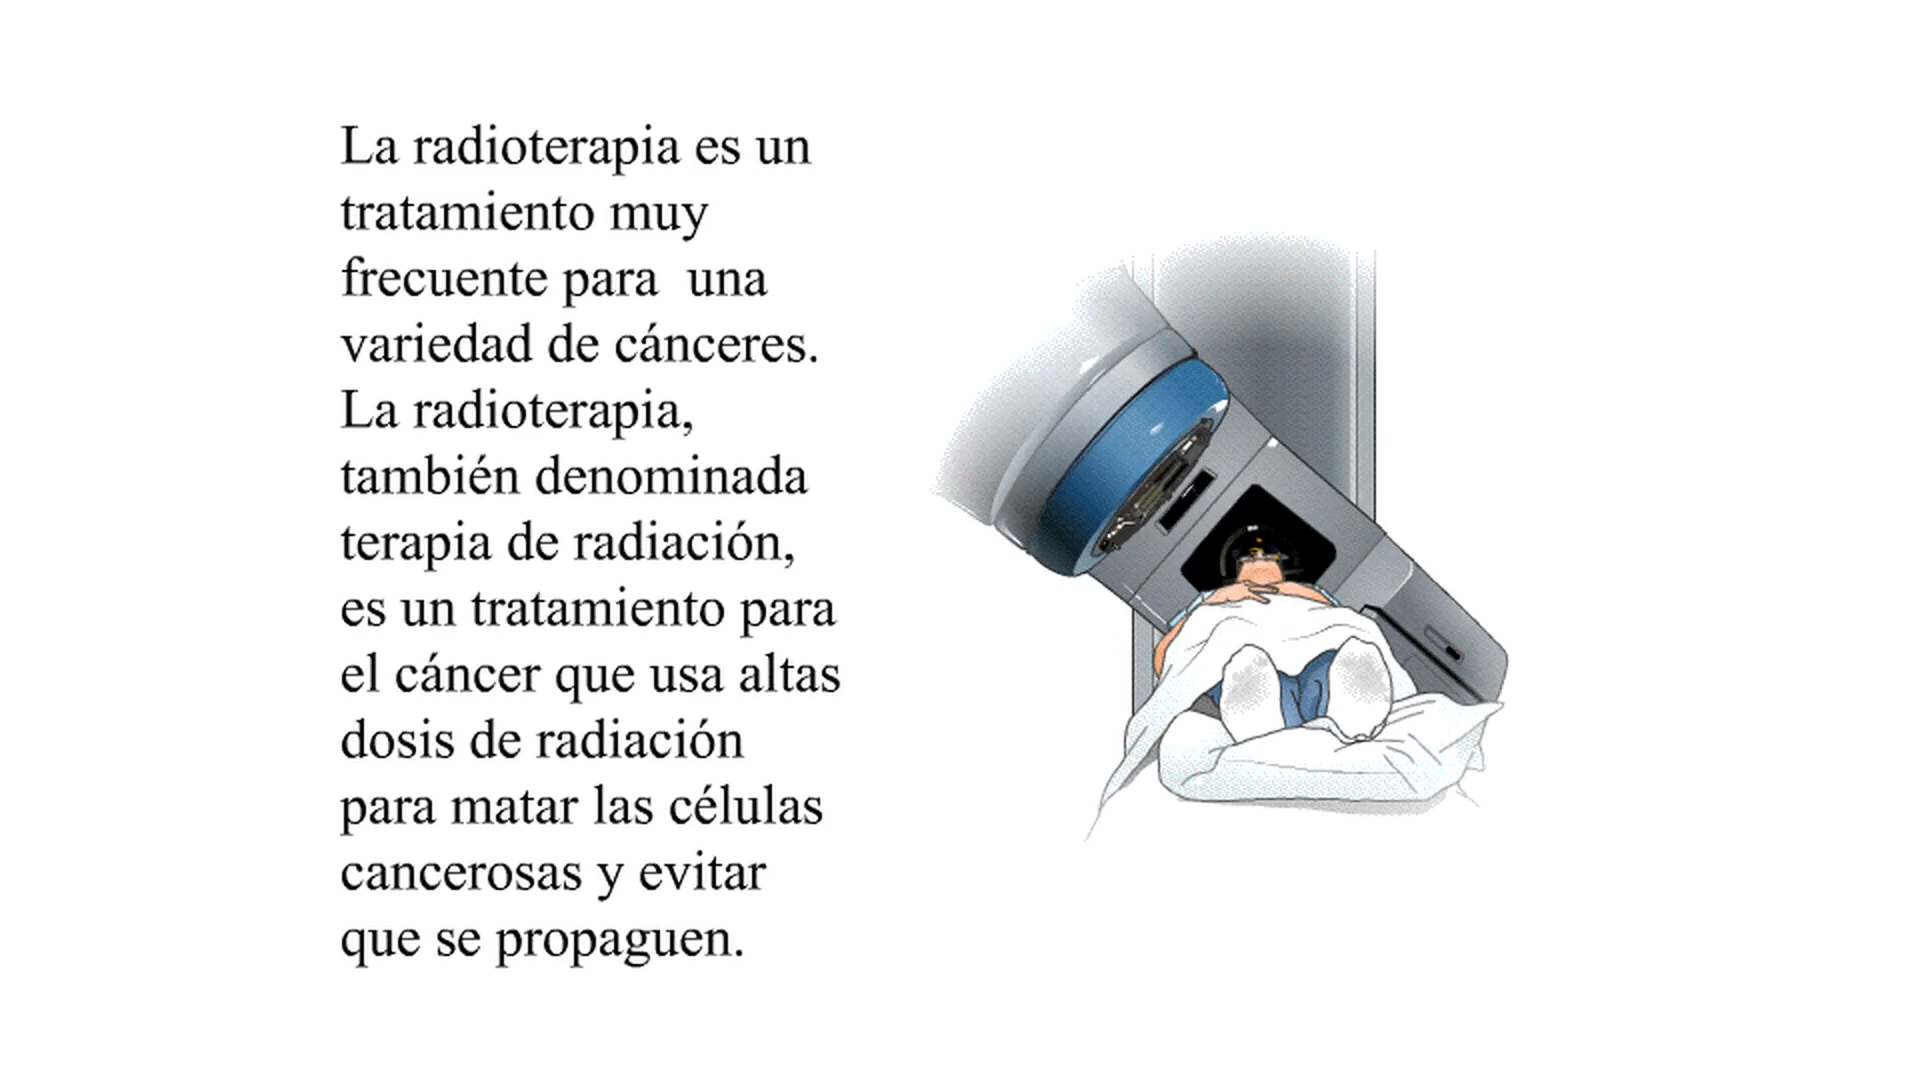 La radioterapia es un
tratamiento muy
frecuente para  una
variedad de cánceres.
La radioterapia,
también denominada
terapia de radiación,
es un tratamiento para
el cáncer que usa altas
dosis de radiación
para matar las células
cancerosas y evitar
que se propaguen.